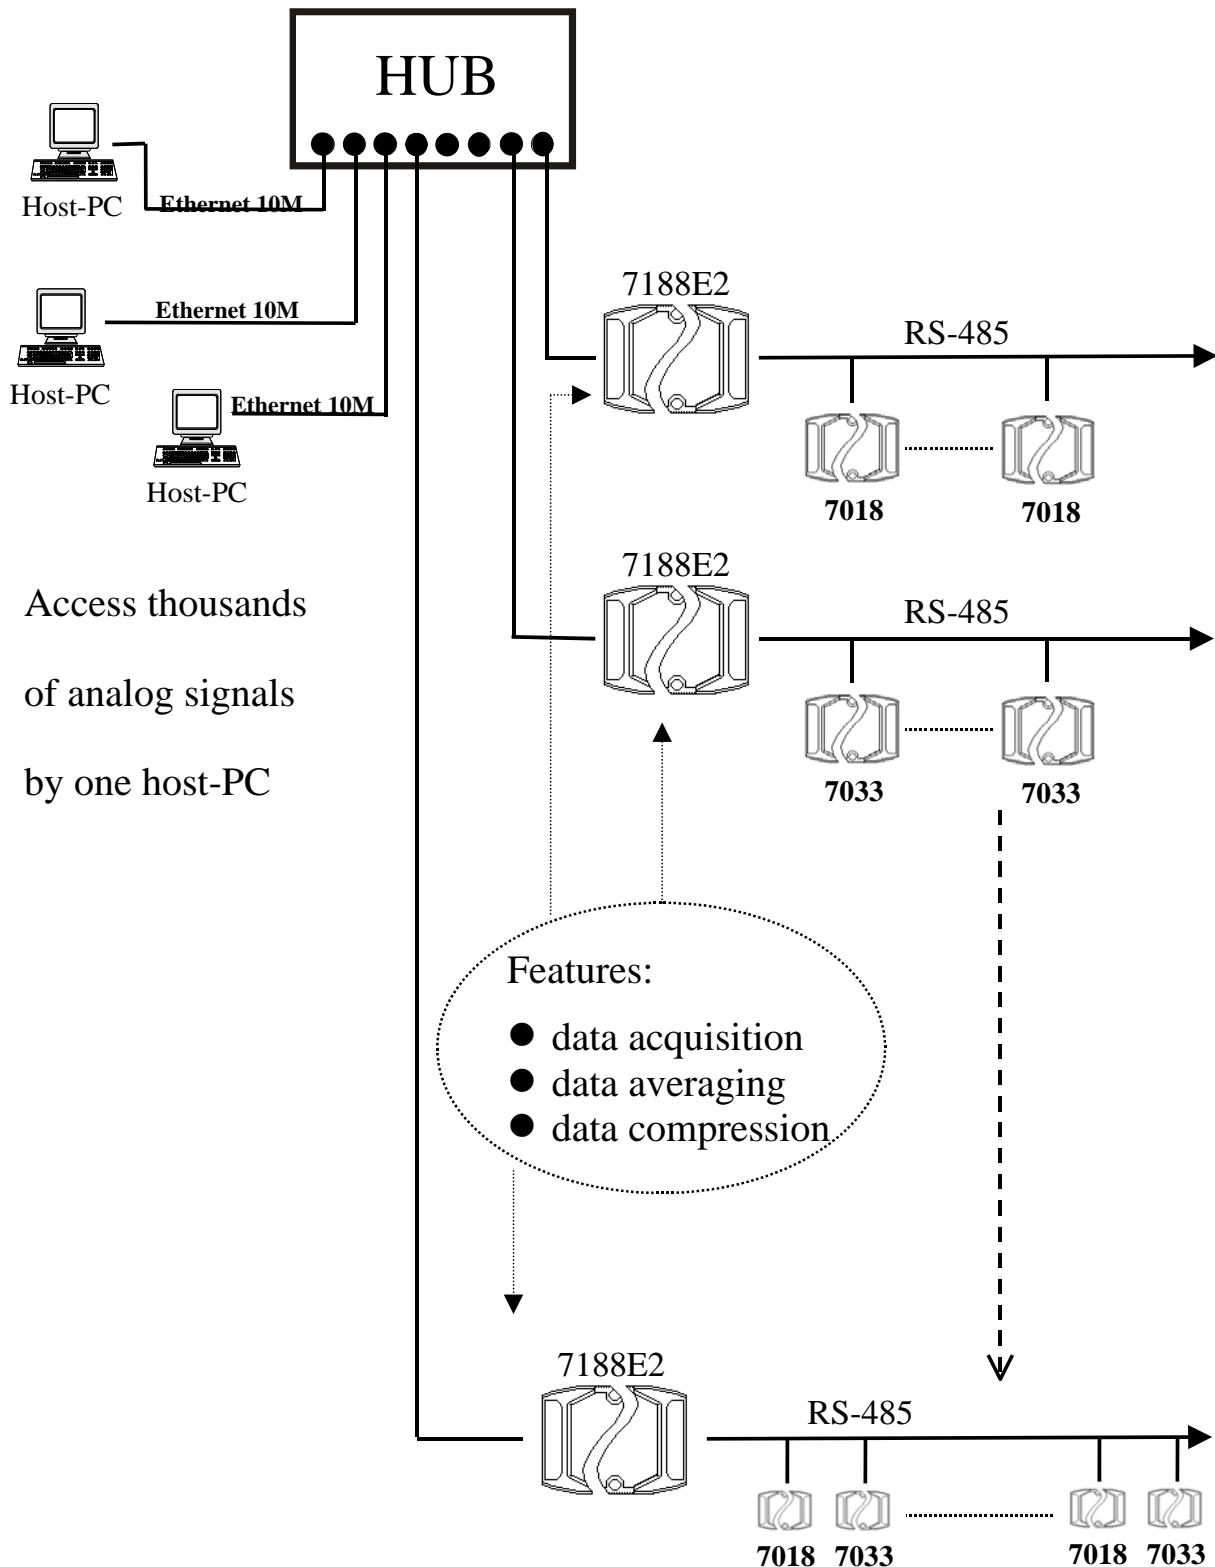 HUB
Host-PC
Ethernet 10M
Host-PC
Ethernet 10M
Host-PC
Ethernet 10M
7188E2
RS-485
7018
7018
7188E2
RS-485
7033
7033
Access thousands
of analog signals
by one host-PC
Features:
● data acquisition
● data averaging
● data compression
7188E2
RS-485
7018
7033
7018
7033